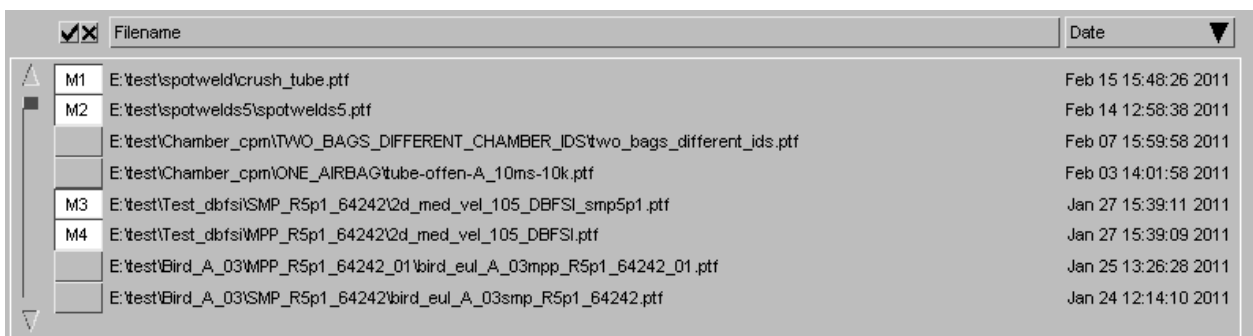 Filename Date
M1 E:\test\spotweld\crush_tube.ptf Feb 15 15:48:26 2011
M2 E:\test\spotwelds5\spotwelds5.ptf Feb 14 12:58:38 2011
E:\test\Chamber_cpm\TWO_BAGS_DIFFERENT_CHAMBER_IDS\two_bags_different_ids.ptf Feb 07 15:59:58 2011
E:\test\Chamber_cpm\ONE_AIRBAG\tube-offen-A_10ms-10k.ptf Feb 03 14:01:58 2011
M3 E:\test\Test_dbfsi\SMP_R5p1_64242\2d_med_vel_105_DBFSI_smp5p1.ptf Jan 27 15:39:11 2011
M4 E:\test\Test_dbfsi\MPP_R5p1_64242\2d_med_vel_105_DBFSI.ptf Jan 27 15:39:09 2011
E:\test\Bird_A_03\MPP_R5p1_64242_01\bird_eul_A_03mpp_R5p1_64242_01.ptf Jan 25 13:26:28 2011
E:\test\Bird_A_03\SMP_R5p1_64242\bird_eul_A_03smp_R5p1_64242.ptf Jan 24 12:14:10 2011